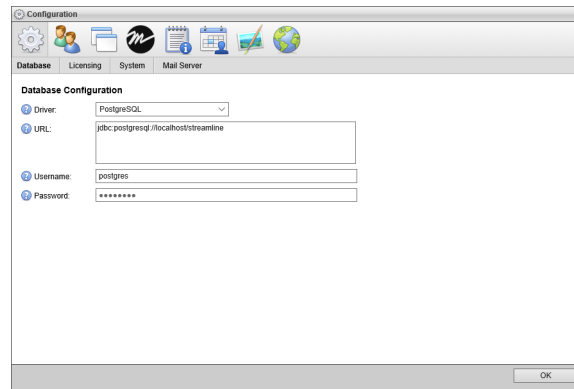 Configuration
Database Licensing System Mail Server
Database Configuration
Driver: PostgreSQL
URL: jdbc:postgresql://localhost/streamline
Username: postgres
Password: ●●●●●●●●
OK